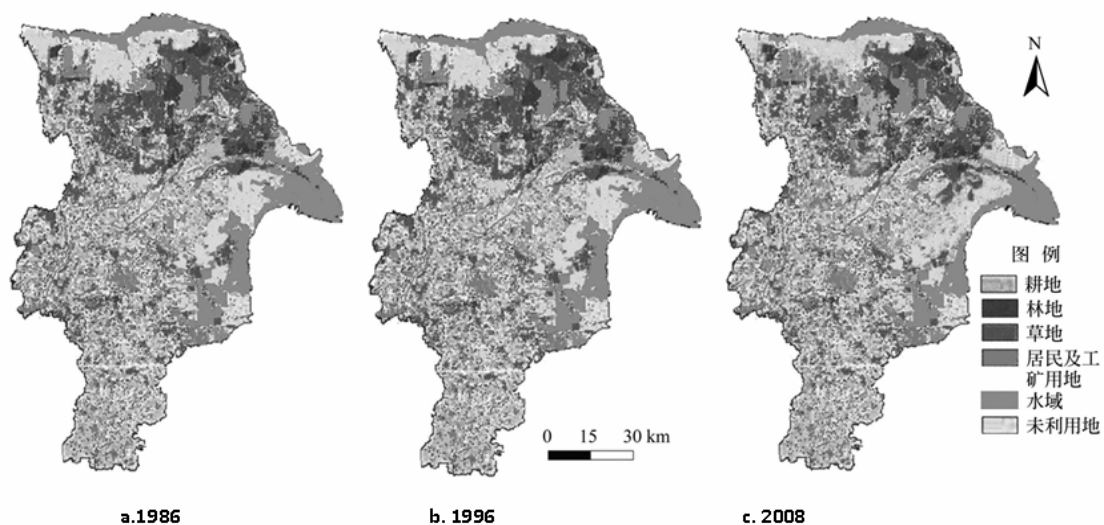 N
图 例
耕地
林地
草地
居民及工
矿用地
水域
未利用地
0 15 30 km
a.1986
b. 1996
c. 2008